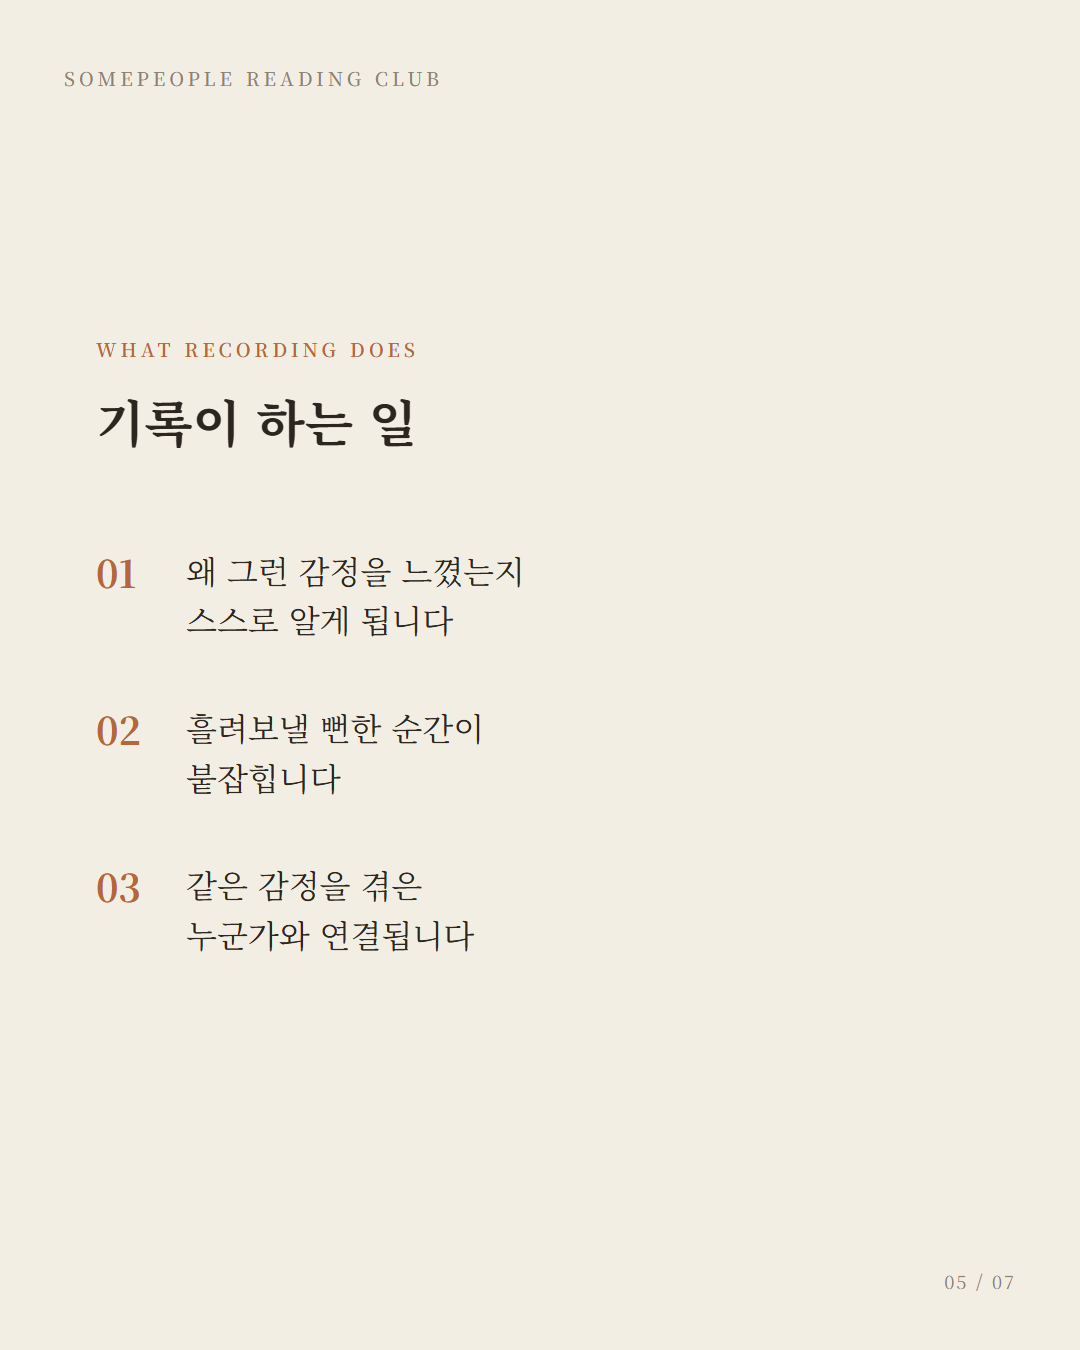 SOMEPEOPLE READING CLUB
WHAT RECORDING DOES
기록이 하는 일
01 왜 그런 감정을 느꼈는지
스스로 알게 됩니다
02 흘려보낼 뻔한 순간이
붙잡힙니다
03 같은 감정을 겪은
누군가와 연결됩니다
05 / 07